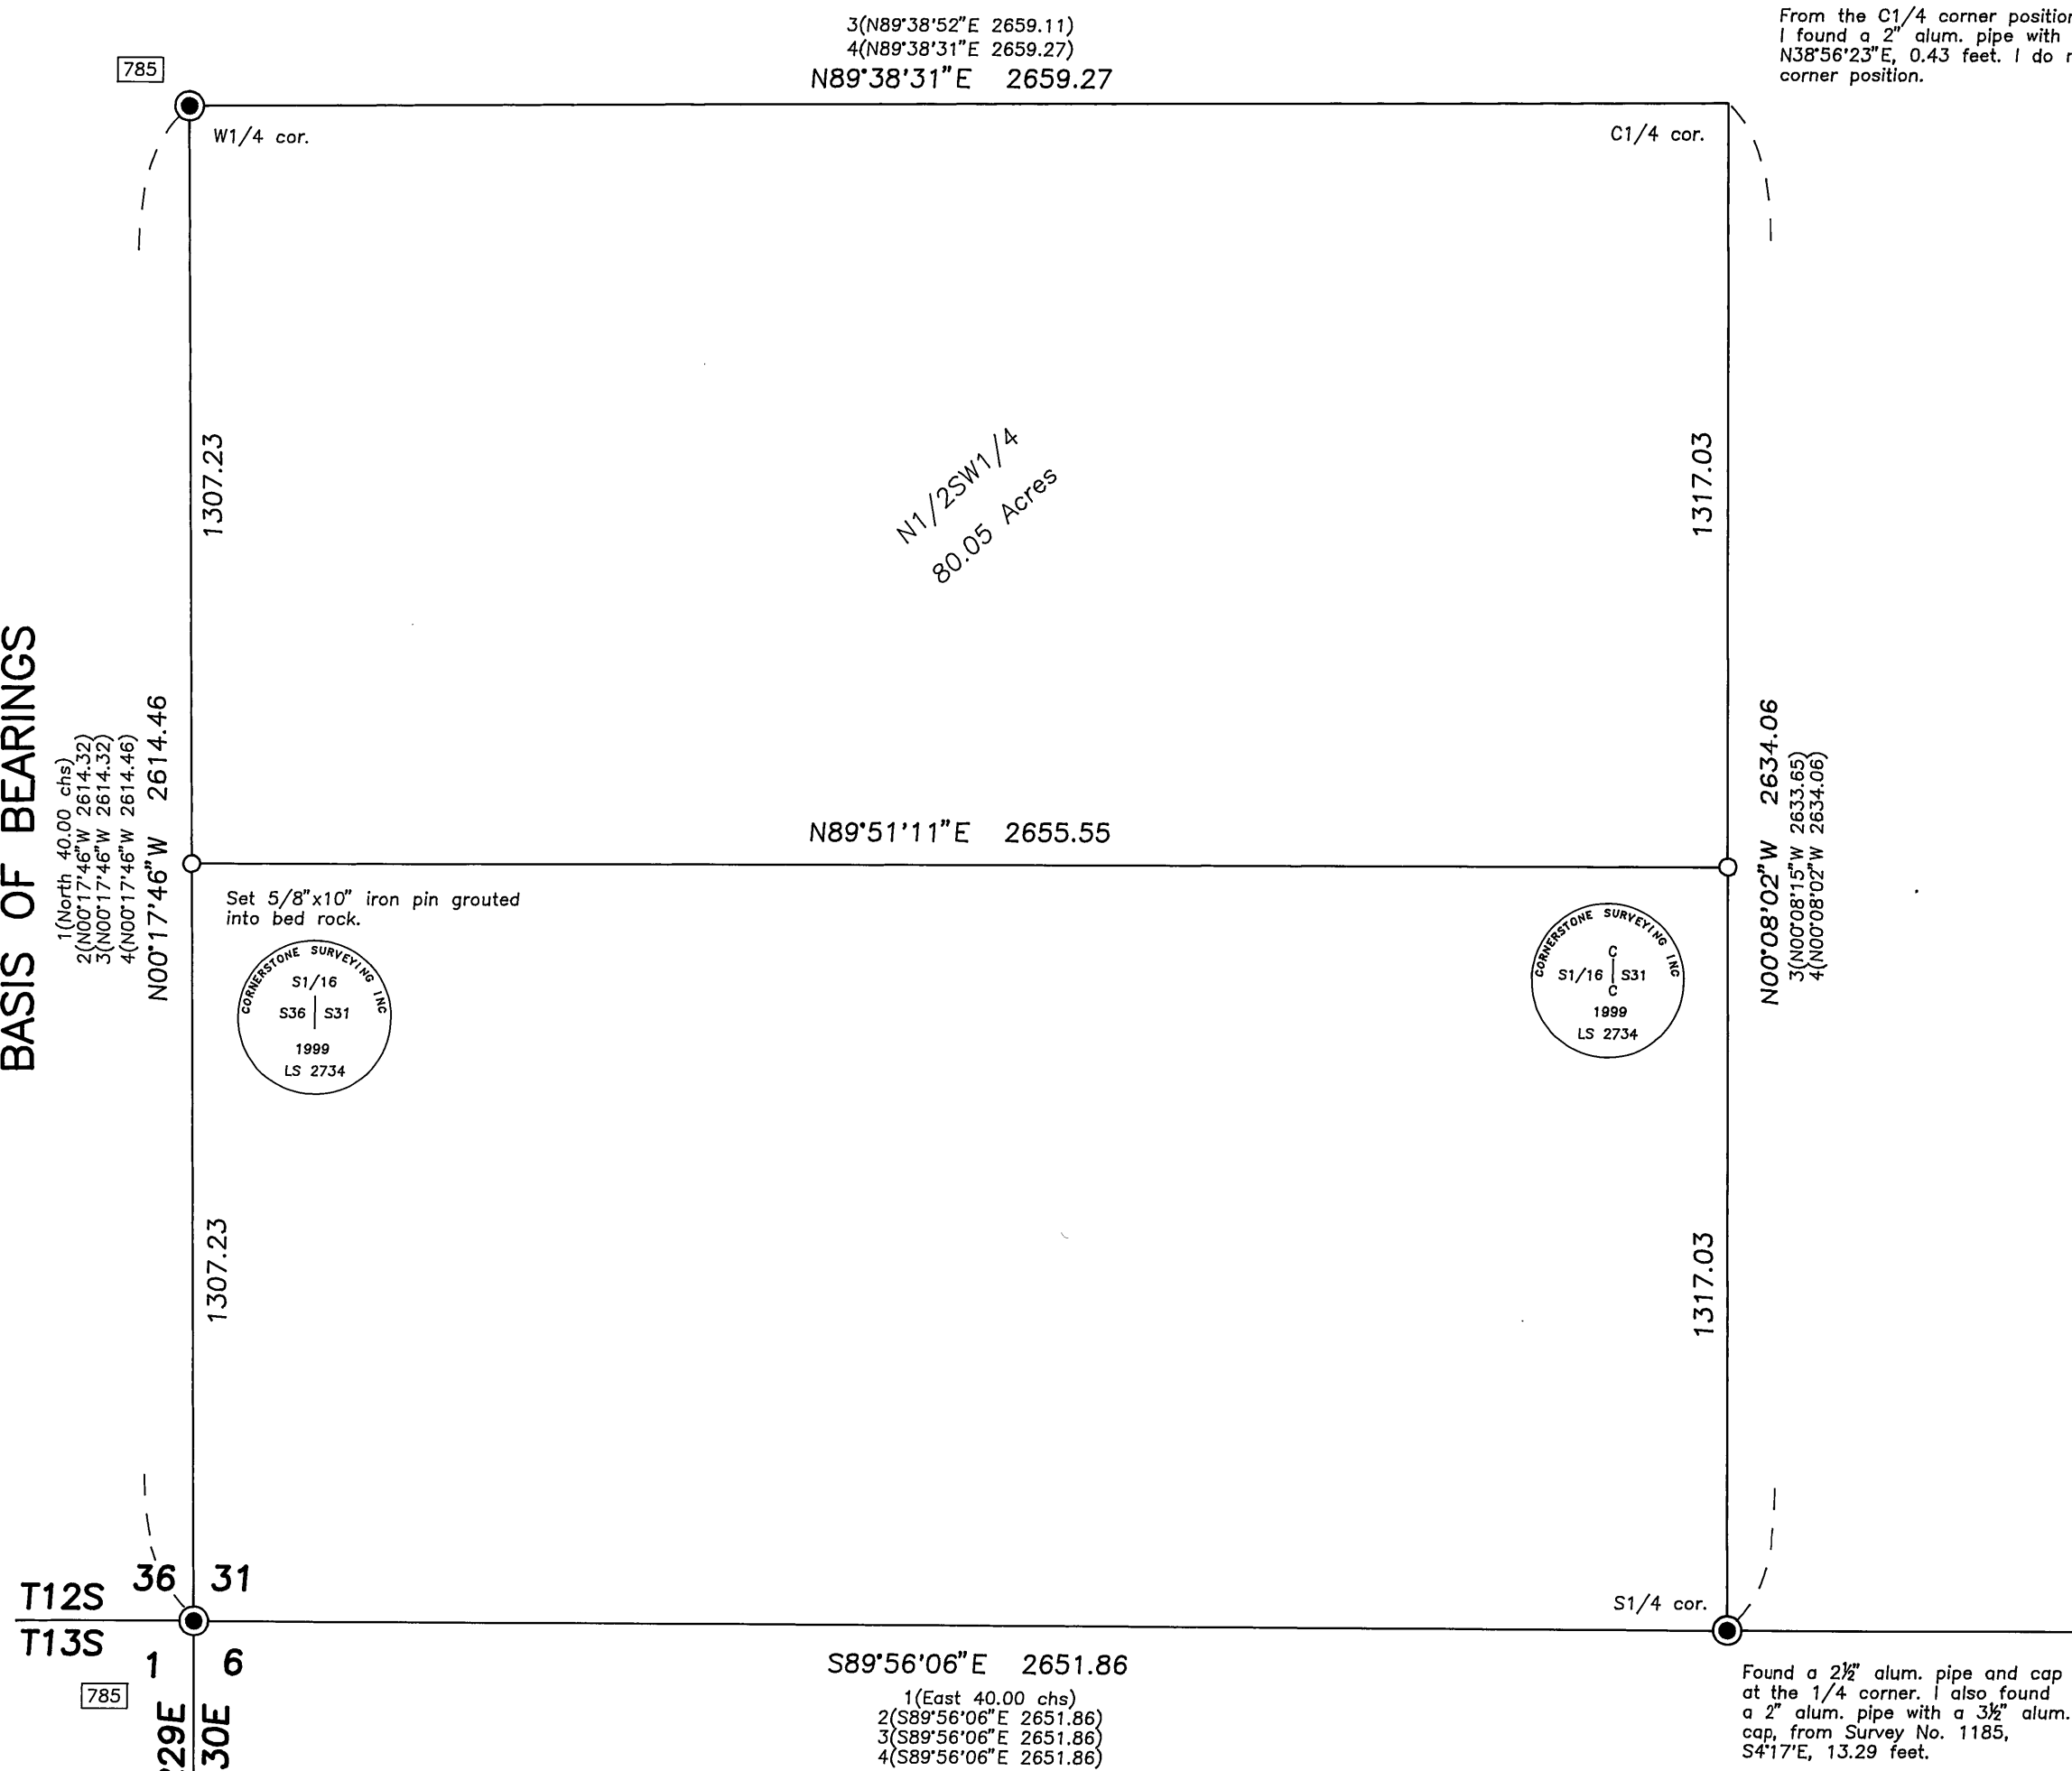 3(N89°38'52"E 2659.11)
4(N89°38'31"E 2659.27)
N89°38'31"E 2659.27
From the C1/4 corner position
I found a 2" alum. pipe with
N38°56'23"E, 0.43 feet. I do
corner position.
785
W1/4 cor.
C1/4 cor.
1307.23
1317.03
N1/2SW1/4
80.05 Acres
BASIS OF BEARINGS
1(North 40.00 chs)
2(N00°17'46"W 2614.32)
3(N00°17'46"W 2614.32)
4(N00°17'46"W 2614.46)
N00°17'46"W 2614.46
N89°51'11"E 2655.55
N00°08'02"W 2634.06
3(N00°08'15"W 2633.65)
4(N00°08'02"W 2634.06)
Set 5/8"x10" iron pin grouted
into bed rock.
CORNERSTONE SURVEYING INC
S1/16
S36 | S31
1999
LS 2734
CORNERSTONE SURVEYING INC
C
S1/16 | S31
C
1999
LS 2734
1307.23
1317.03
T12S 36 31
T13S 1 6
S1/4 cor.
785
29E
30E
S89°56'06"E 2651.86
1(East 40.00 chs)
2(S89°56'06"E 2651.86)
3(S89°56'06"E 2651.86)
4(S89°56'06"E 2651.86)
Found a 2½" alum. pipe and cap
at the 1/4 corner. I also found
a 2" alum. pipe with a 3½" alum.
cap, from Survey No. 1185,
S4°17'E, 13.29 feet.